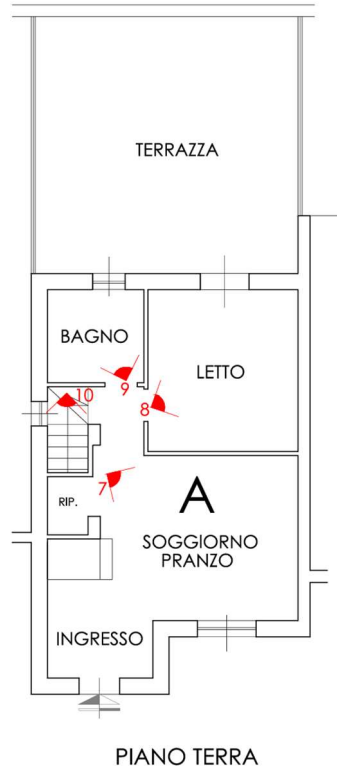 TERRAZZA
BAGNO
LETTO
9
10
8
7
A
RIP.
SOGGIORNO
PRANZO
INGRESSO
PIANO TERRA